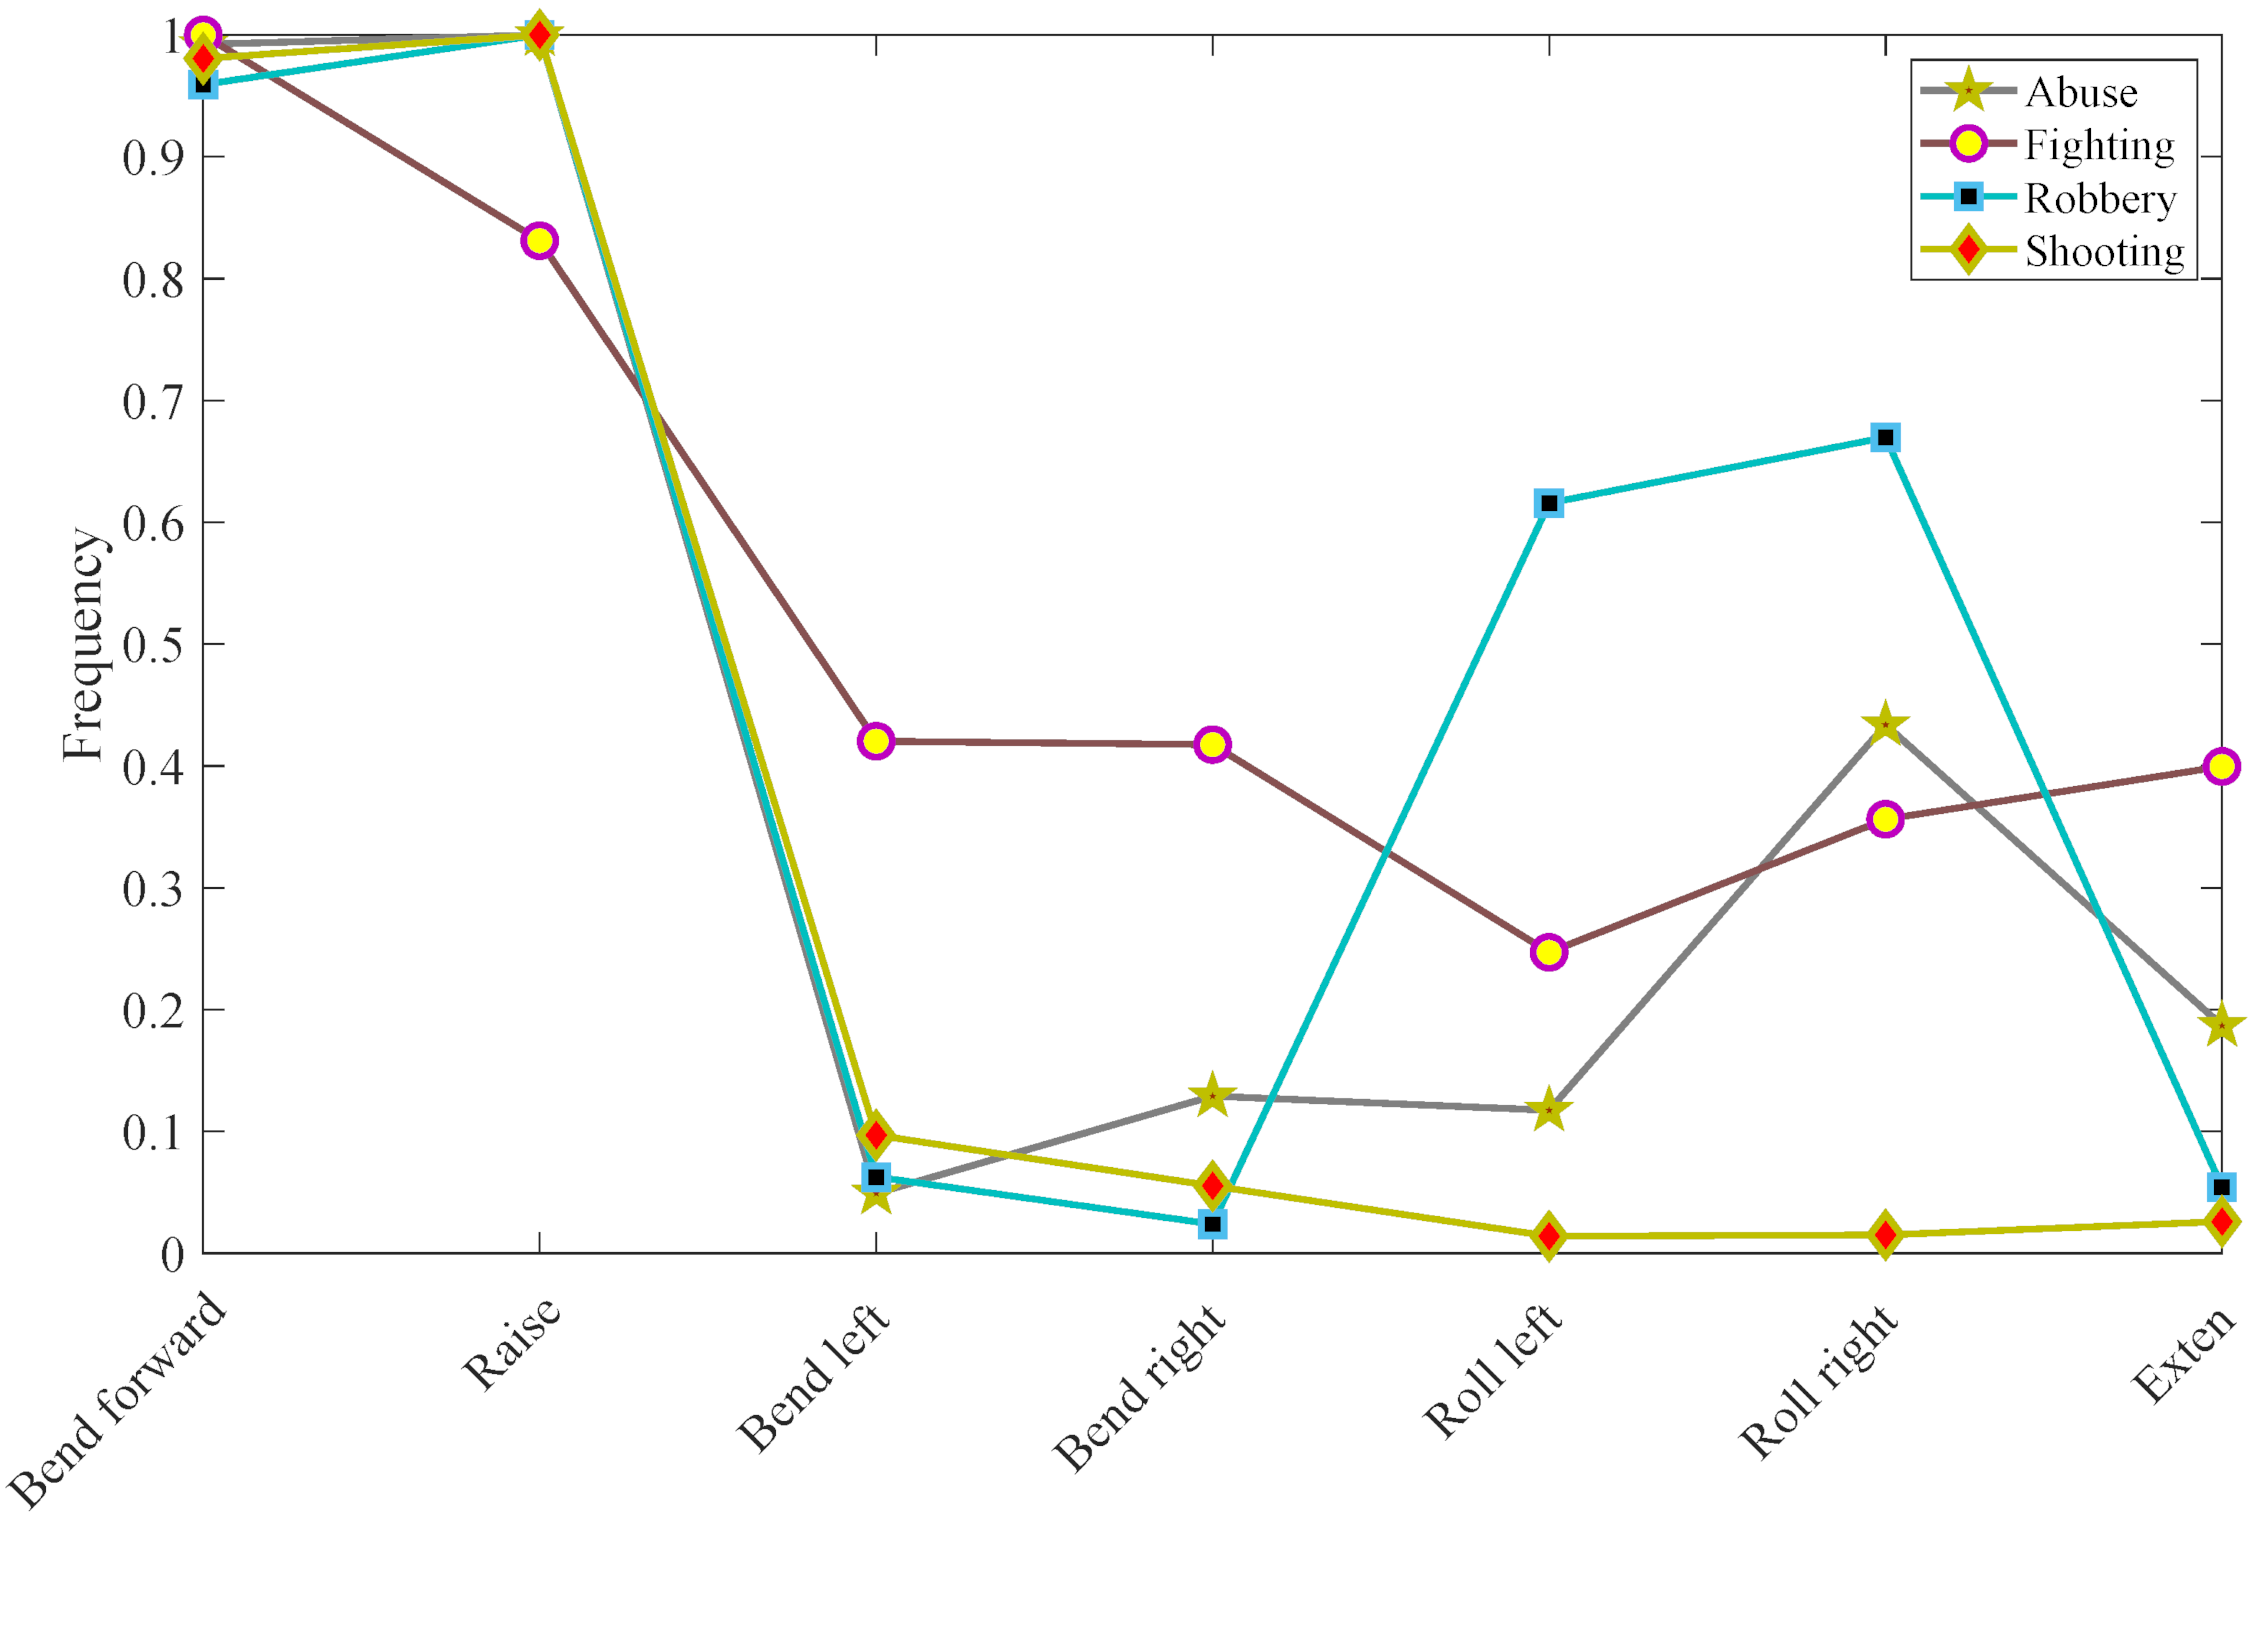 1
0.9
0.8
0.7
0.6
0.5
0.4
0.3
0.2
0.1
0
Frequency
Abuse
Fighting
Robbery
Shooting
Bend forward
Raise
Bend left
Bend right
Roll left
Roll right
Exten